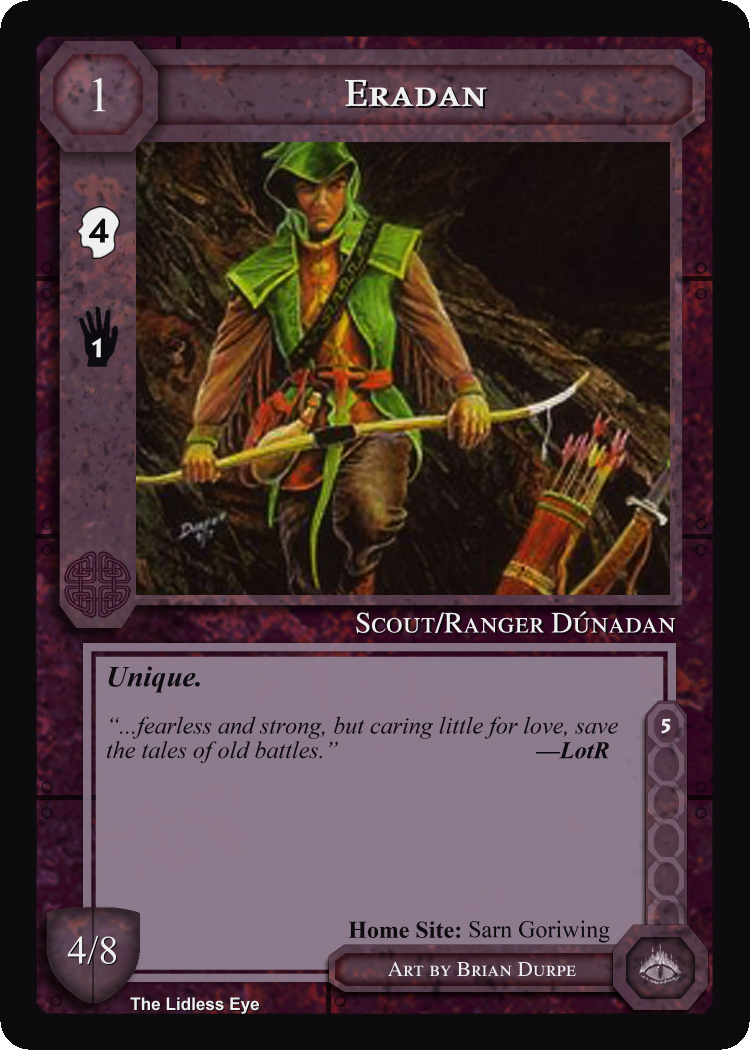 1
ERADAN
4
1
SCOUT/RANGER DÚNADAN
Unique.
"...fearless and strong, but caring little for love, save
the tales of old battles." —LotR
5
Home Site: Sarn Goriwing
4/8
ART BY BRIAN DURPE
The Lidless Eye